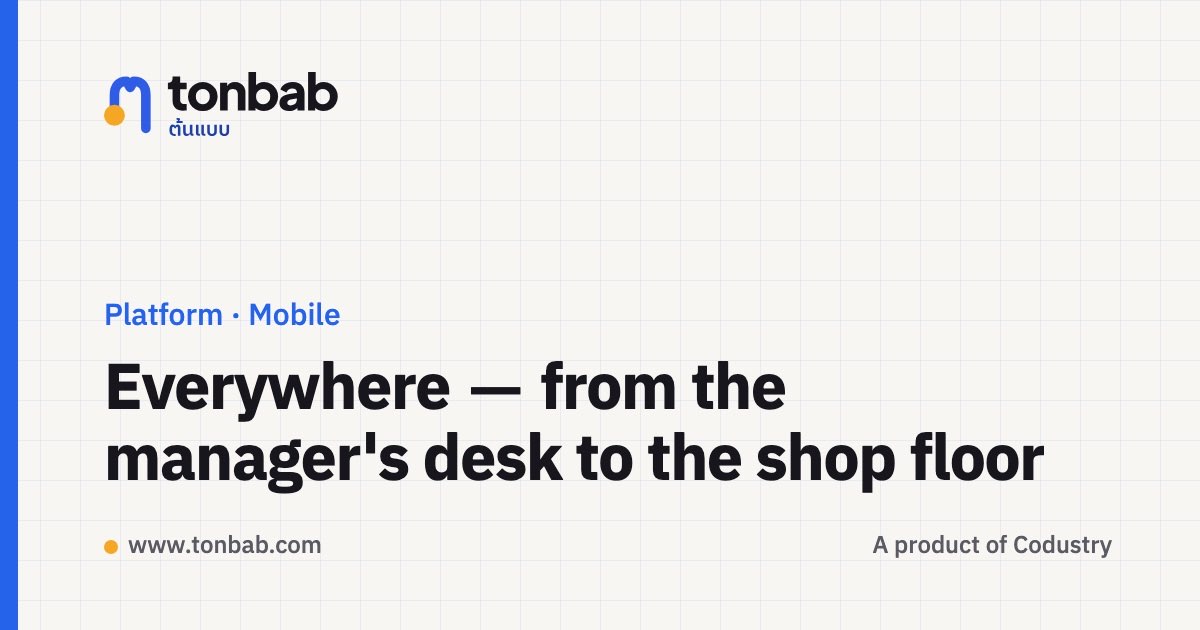 tonbab
ต้นแบบ
Platform · Mobile
Everywhere — from the
manager's desk to the shop floor
www.tonbab.com
A product of Codustry